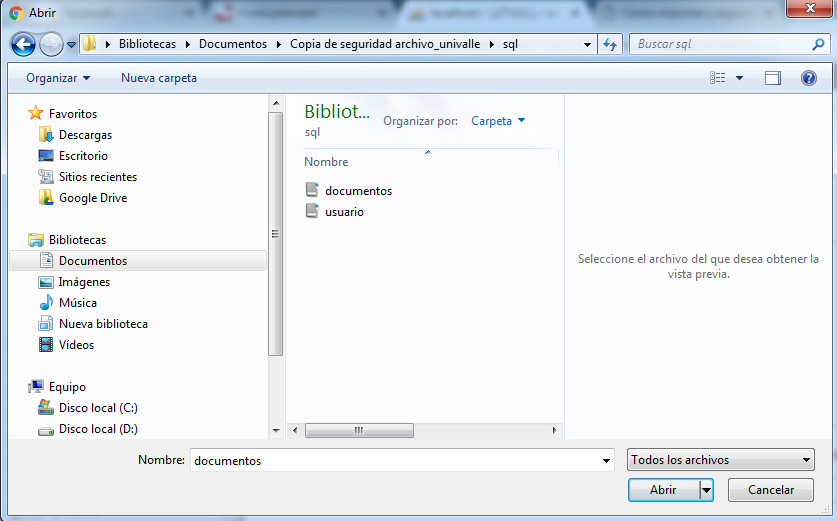 Abrir
Bibliotecas Documentos Copia de seguridad archivo_univalle sql
Buscar sql
Organizar Nueva carpeta
Favoritos
Descargas
Escritorio
Sitios recientes
Google Drive
Bibliotecas
Documentos
Imágenes
Música
Nueva biblioteca
Vídeos
Equipo
Disco local (C:)
Disco local (D:)
Bibliot...
sql
Organizar por: Carpeta
Nombre
documentos
usuario
Seleccione el archivo del que desea obtener la
vista previa.
Nombre: documentos
Todos los archivos
Abrir Cancelar